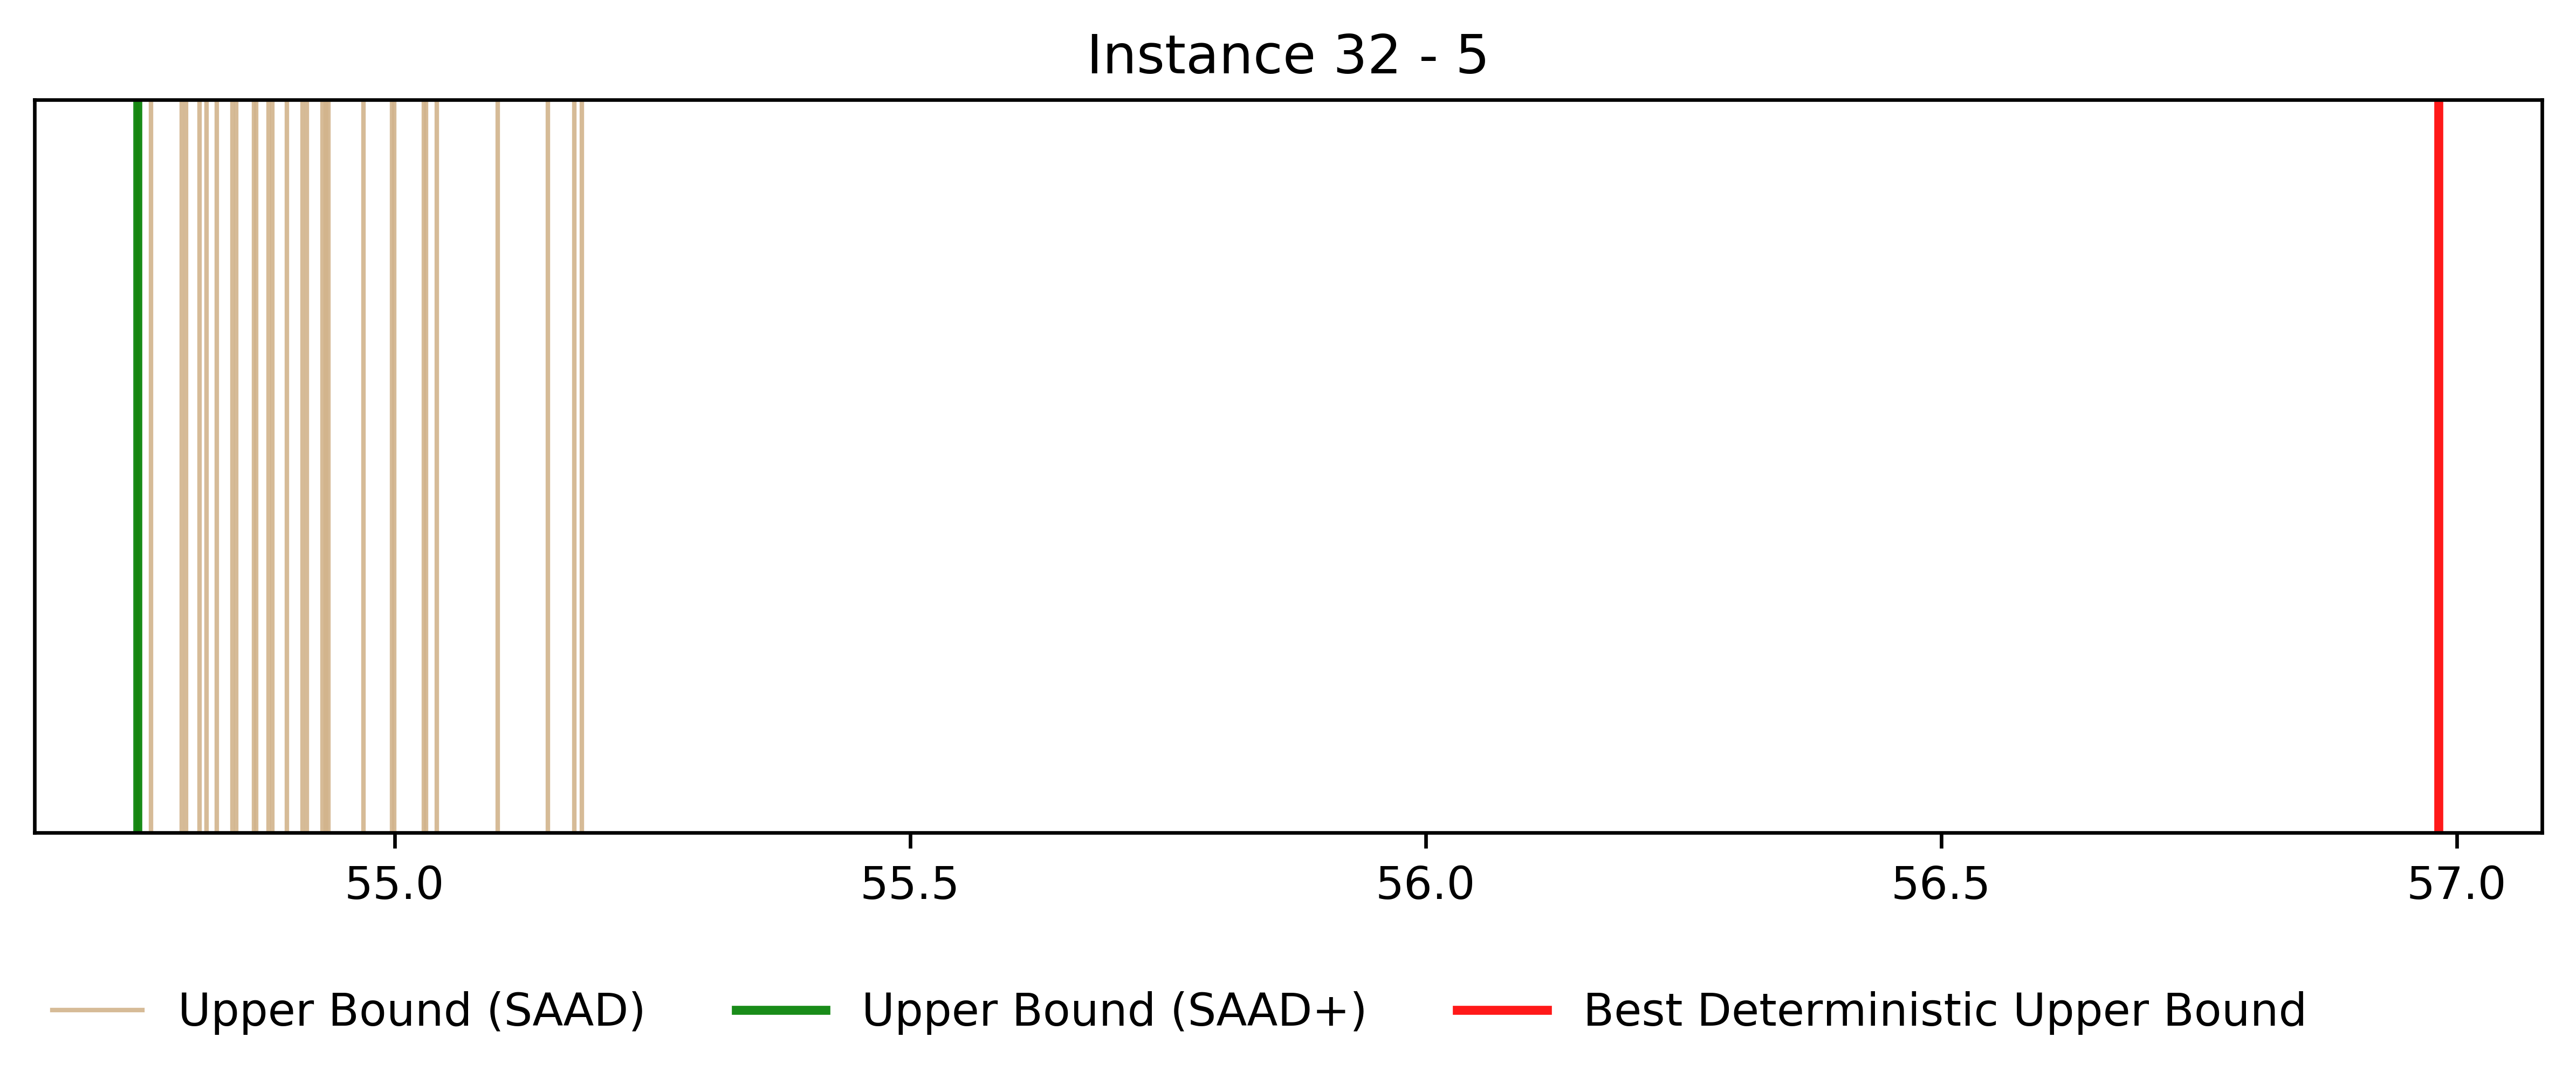 Instance 32 - 5
55.0 55.5 56.0 56.5 57.0
Upper Bound (SAAD) Upper Bound (SAAD+) Best Deterministic Upper Bound